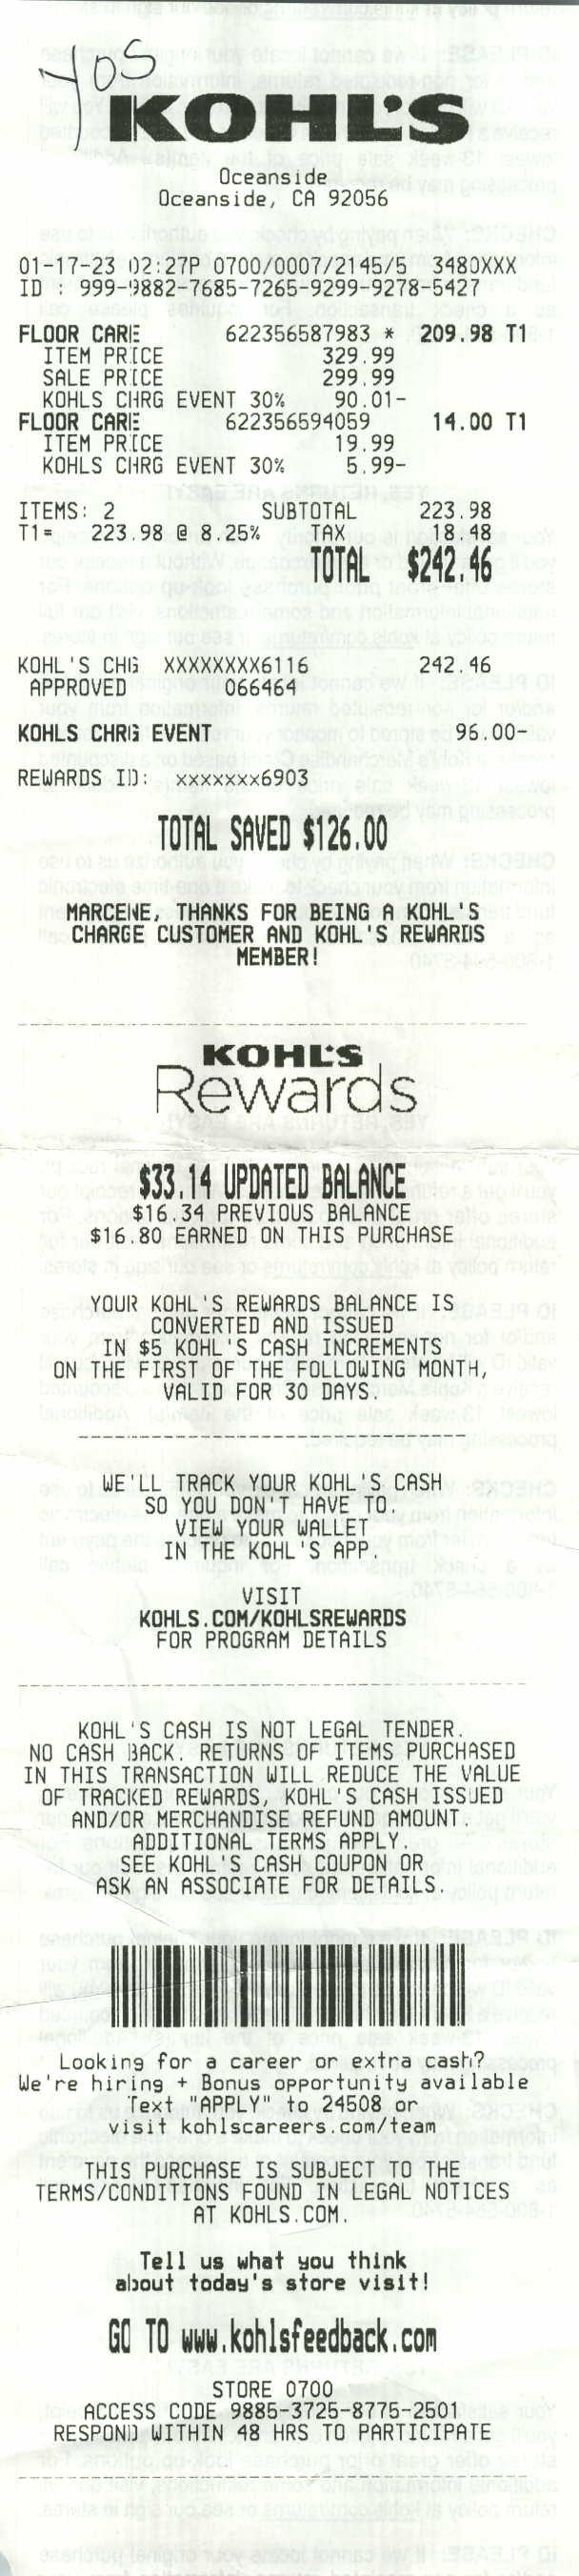 YOS
KOHL'S
Oceanside
Oceanside, CA 92056
01-17-23 02:27P 0700/0007/2145/5 3480XXX
ID : 999-9882-7685-7265-9299-9278-5427
FLOOR CARE 622356587983 * 209.98 T1
ITEM PRICE 329.99
SALE PRICE 299.99
KOHLS CHRG EVENT 30% 90.01-
FLOOR CARE 622356594059 14.00 T1
ITEM PRICE 19.99
KOHLS CHRG EVENT 30% 5.99-
ITEMS: 2 SUBTOTAL 223.98
T1= 223.98 @ 8.25% TAX 18.48
TOTAL $242.46
KOHL'S CHG XXXXXXXX6116 242.46
APPROVED 066464
KOHLS CHRG EVENT 96.00-
REWARDS ID: xxxxxxx6903
TOTAL SAVED $126.00
MARCENE, THANKS FOR BEING A KOHL'S
CHARGE CUSTOMER AND KOHL'S REWARDS
MEMBER!
KOHL'S
Rewards
$33.14 UPDATED BALANCE
$16.34 PREVIOUS BALANCE
$16.80 EARNED ON THIS PURCHASE
YOUR KOHL'S REWARDS BALANCE IS
CONVERTED AND ISSUED
IN $5 KOHL'S CASH INCREMENTS
ON THE FIRST OF THE FOLLOWING MONTH,
VALID FOR 30 DAYS.
WE'LL TRACK YOUR KOHL'S CASH
SO YOU DON'T HAVE TO.
VIEW YOUR WALLET
IN THE KOHL'S APP.
VISIT
KOHLS.COM/KOHLSREWARDS
FOR PROGRAM DETAILS
KOHL'S CASH IS NOT LEGAL TENDER.
NO CASH BACK. RETURNS OF ITEMS PURCHASED
IN THIS TRANSACTION WILL REDUCE THE VALUE
OF TRACKED REWARDS, KOHL'S CASH ISSUED
AND/OR MERCHANDISE REFUND AMOUNT.
ADDITIONAL TERMS APPLY.
SEE KOHL'S CASH COUPON OR
ASK AN ASSOCIATE FOR DETAILS.
Looking for a career or extra cash?
We're hiring + Bonus opportunity available
Text "APPLY" to 24508 or
visit kohlscareers.com/team
THIS PURCHASE IS SUBJECT TO THE
TERMS/CONDITIONS FOUND IN LEGAL NOTICES
AT KOHLS.COM.
Tell us what you think
about today's store visit!
GO TO www.kohlsfeedback.com
STORE 0700
ACCESS CODE 9885-3725-8775-2501
RESPOND WITHIN 48 HRS TO PARTICIPATE